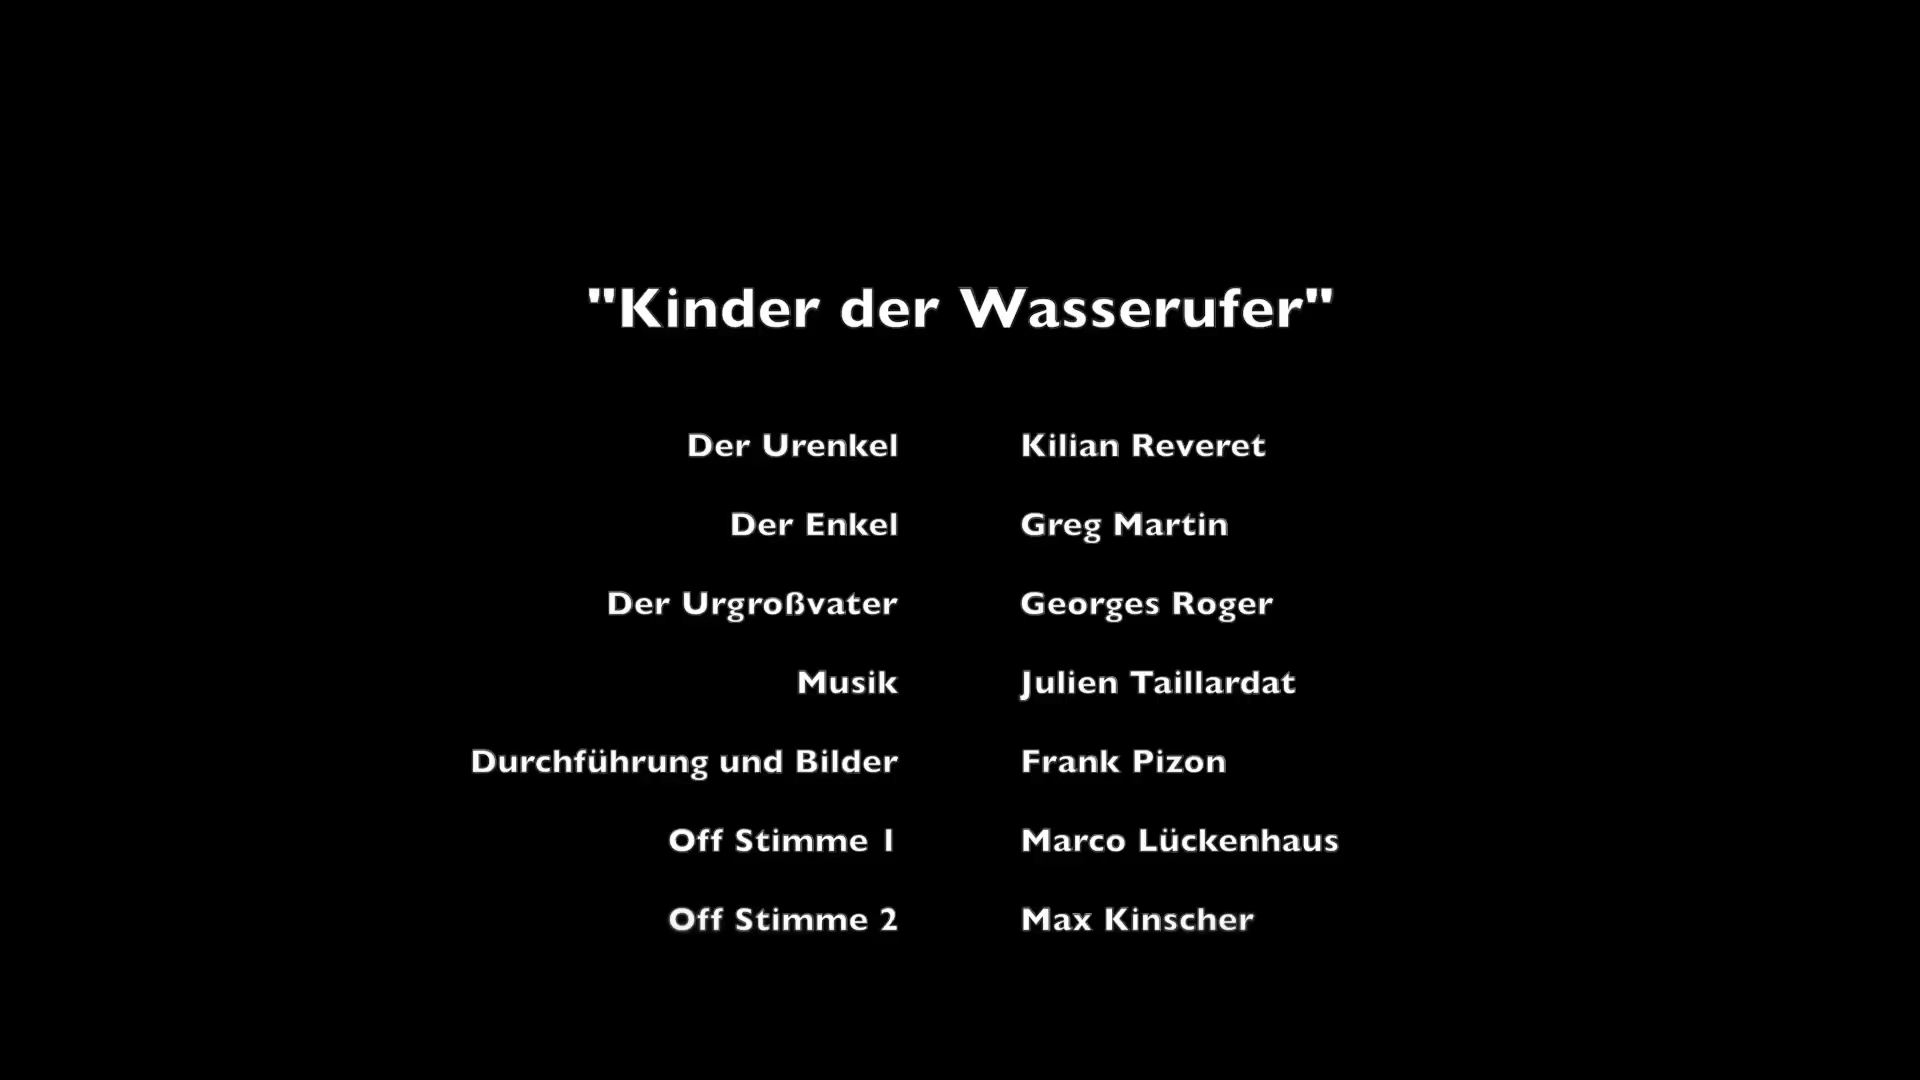 "Kinder der Wasserufer"
Der Urenkel Kilian Reveret
Der Enkel Greg Martin
Der Urgroßvater Georges Roger
Musik Julien Taillardat
Durchführung und Bilder Frank Pizon
Off Stimme 1 Marco Lückenhaus
Off Stimme 2 Max Kinscher